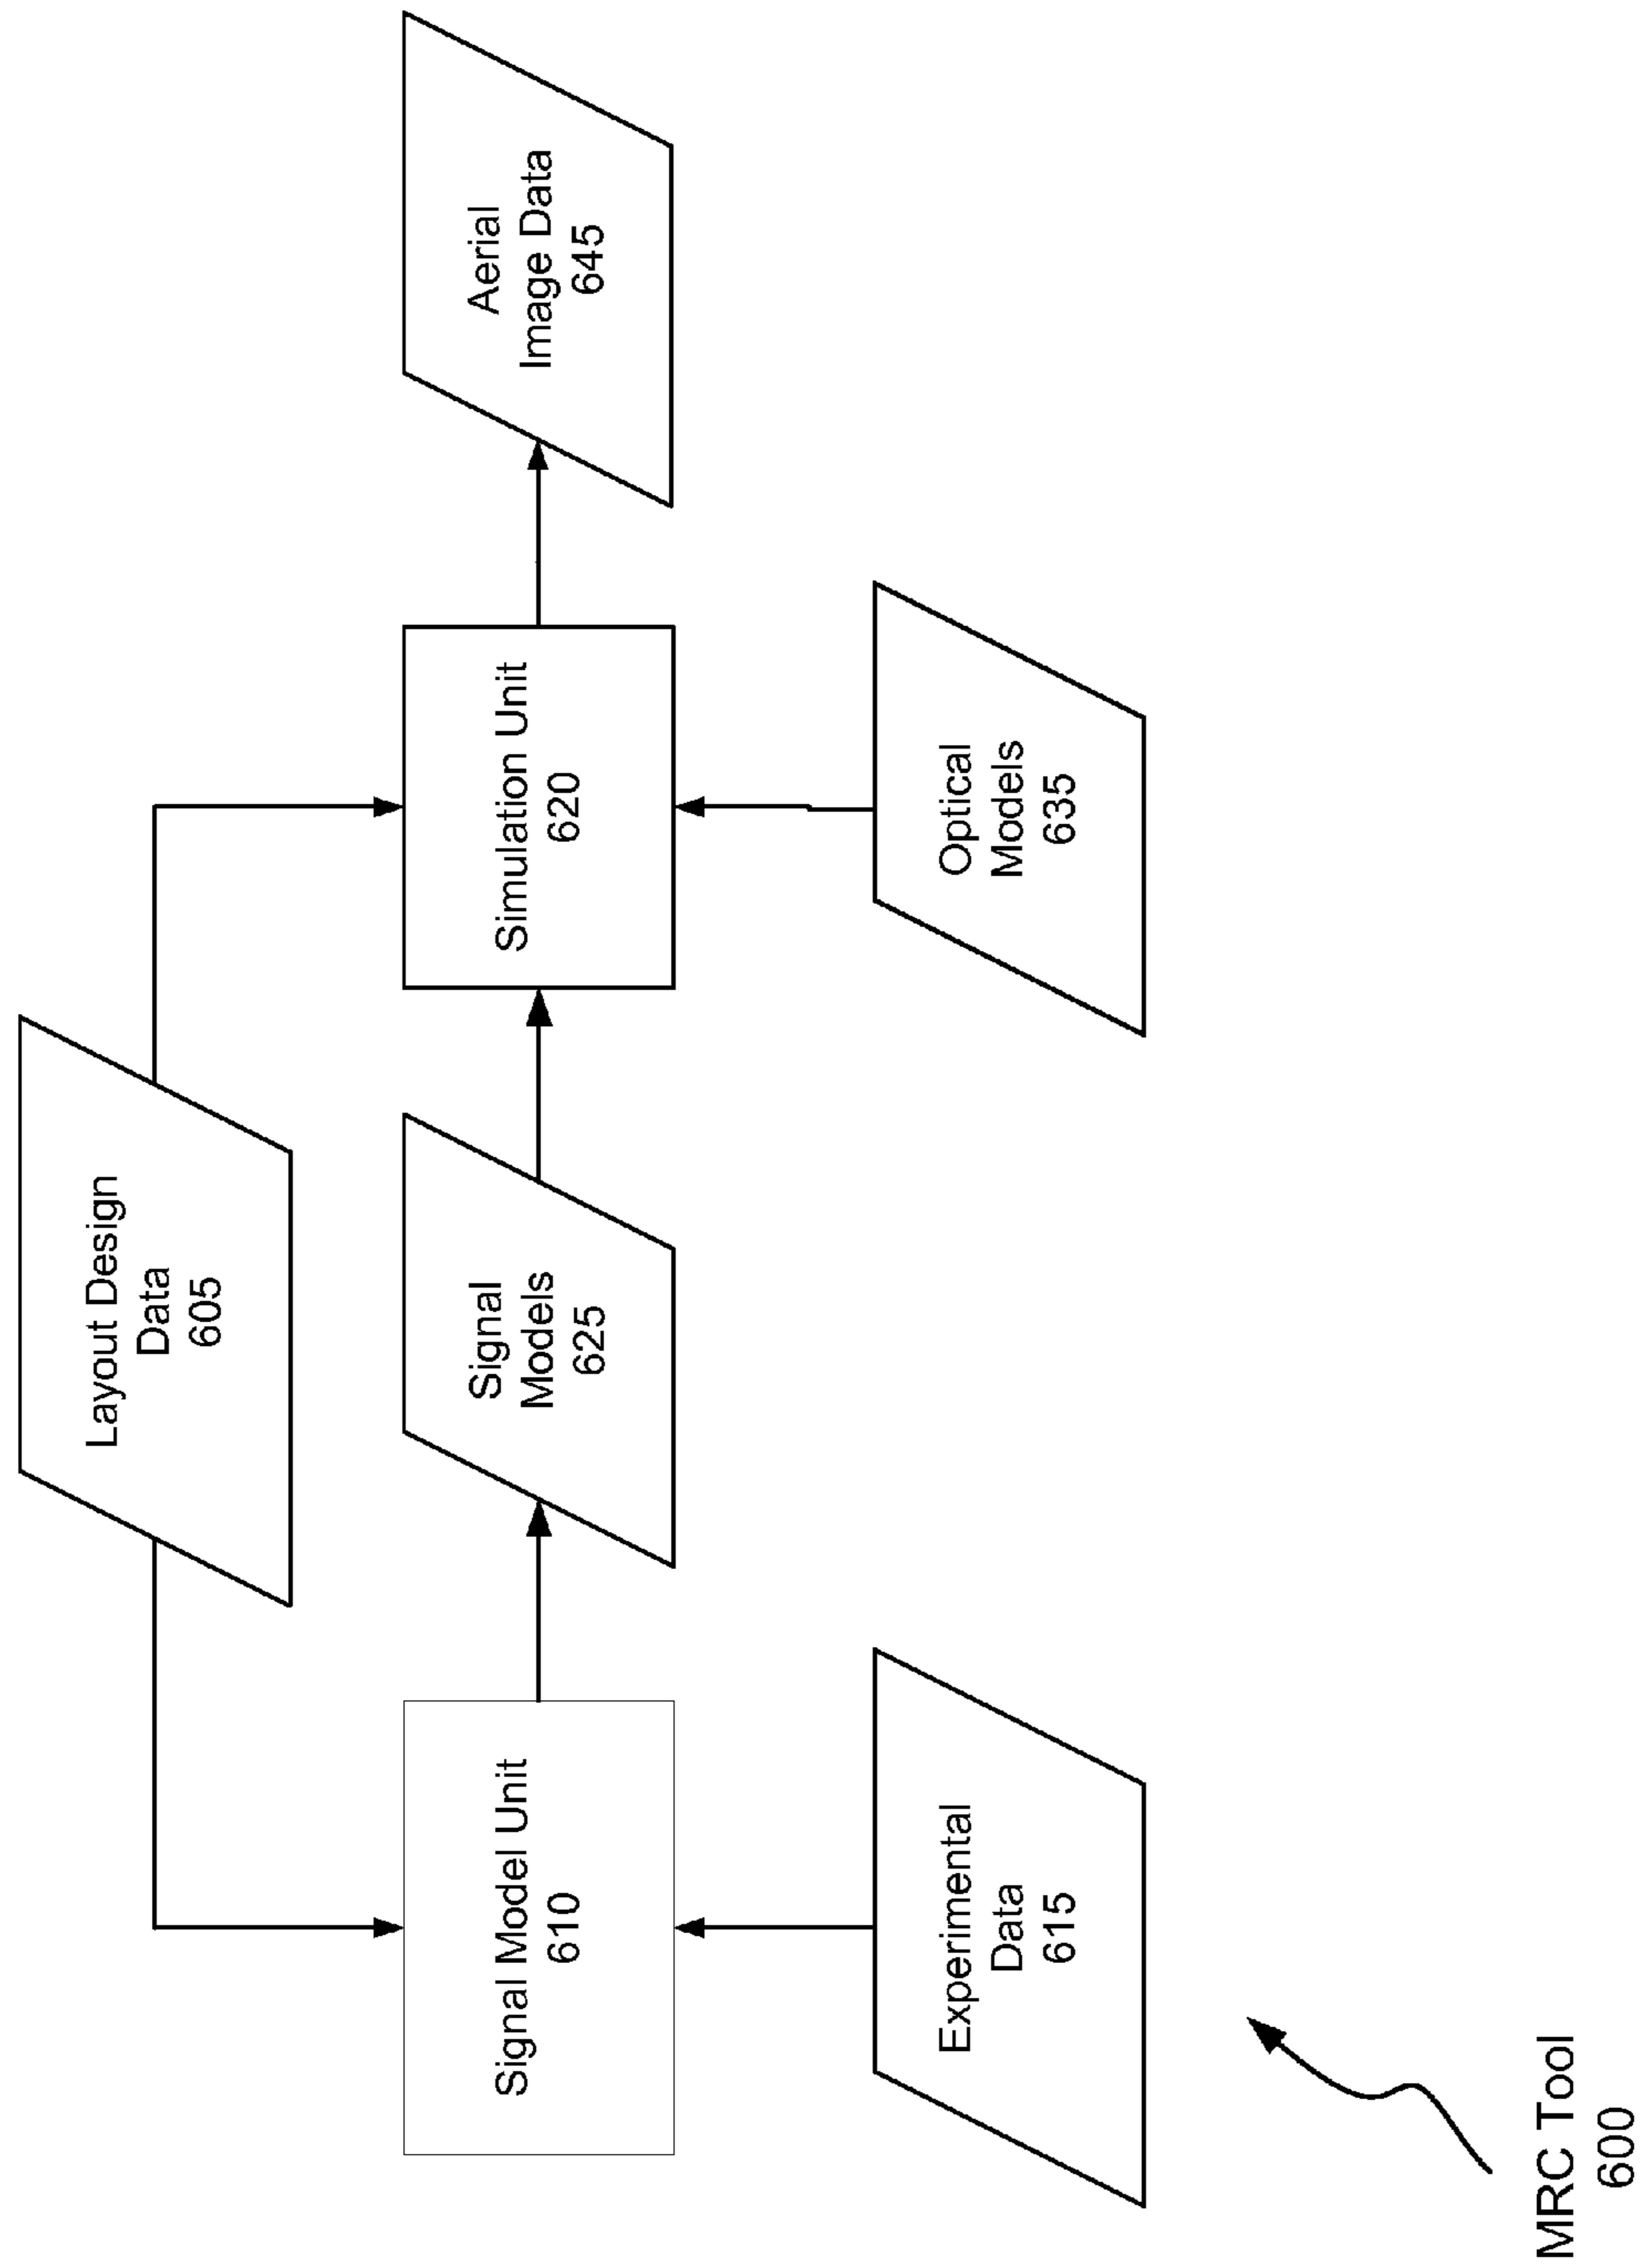 Layout Design
Data
605
Signal Model Unit
610
Signal
Models
625
Simulation Unit
620
Aerial
Image Data
645
Experimental
Data
615
Optical
Models
635
MRC Tool
600